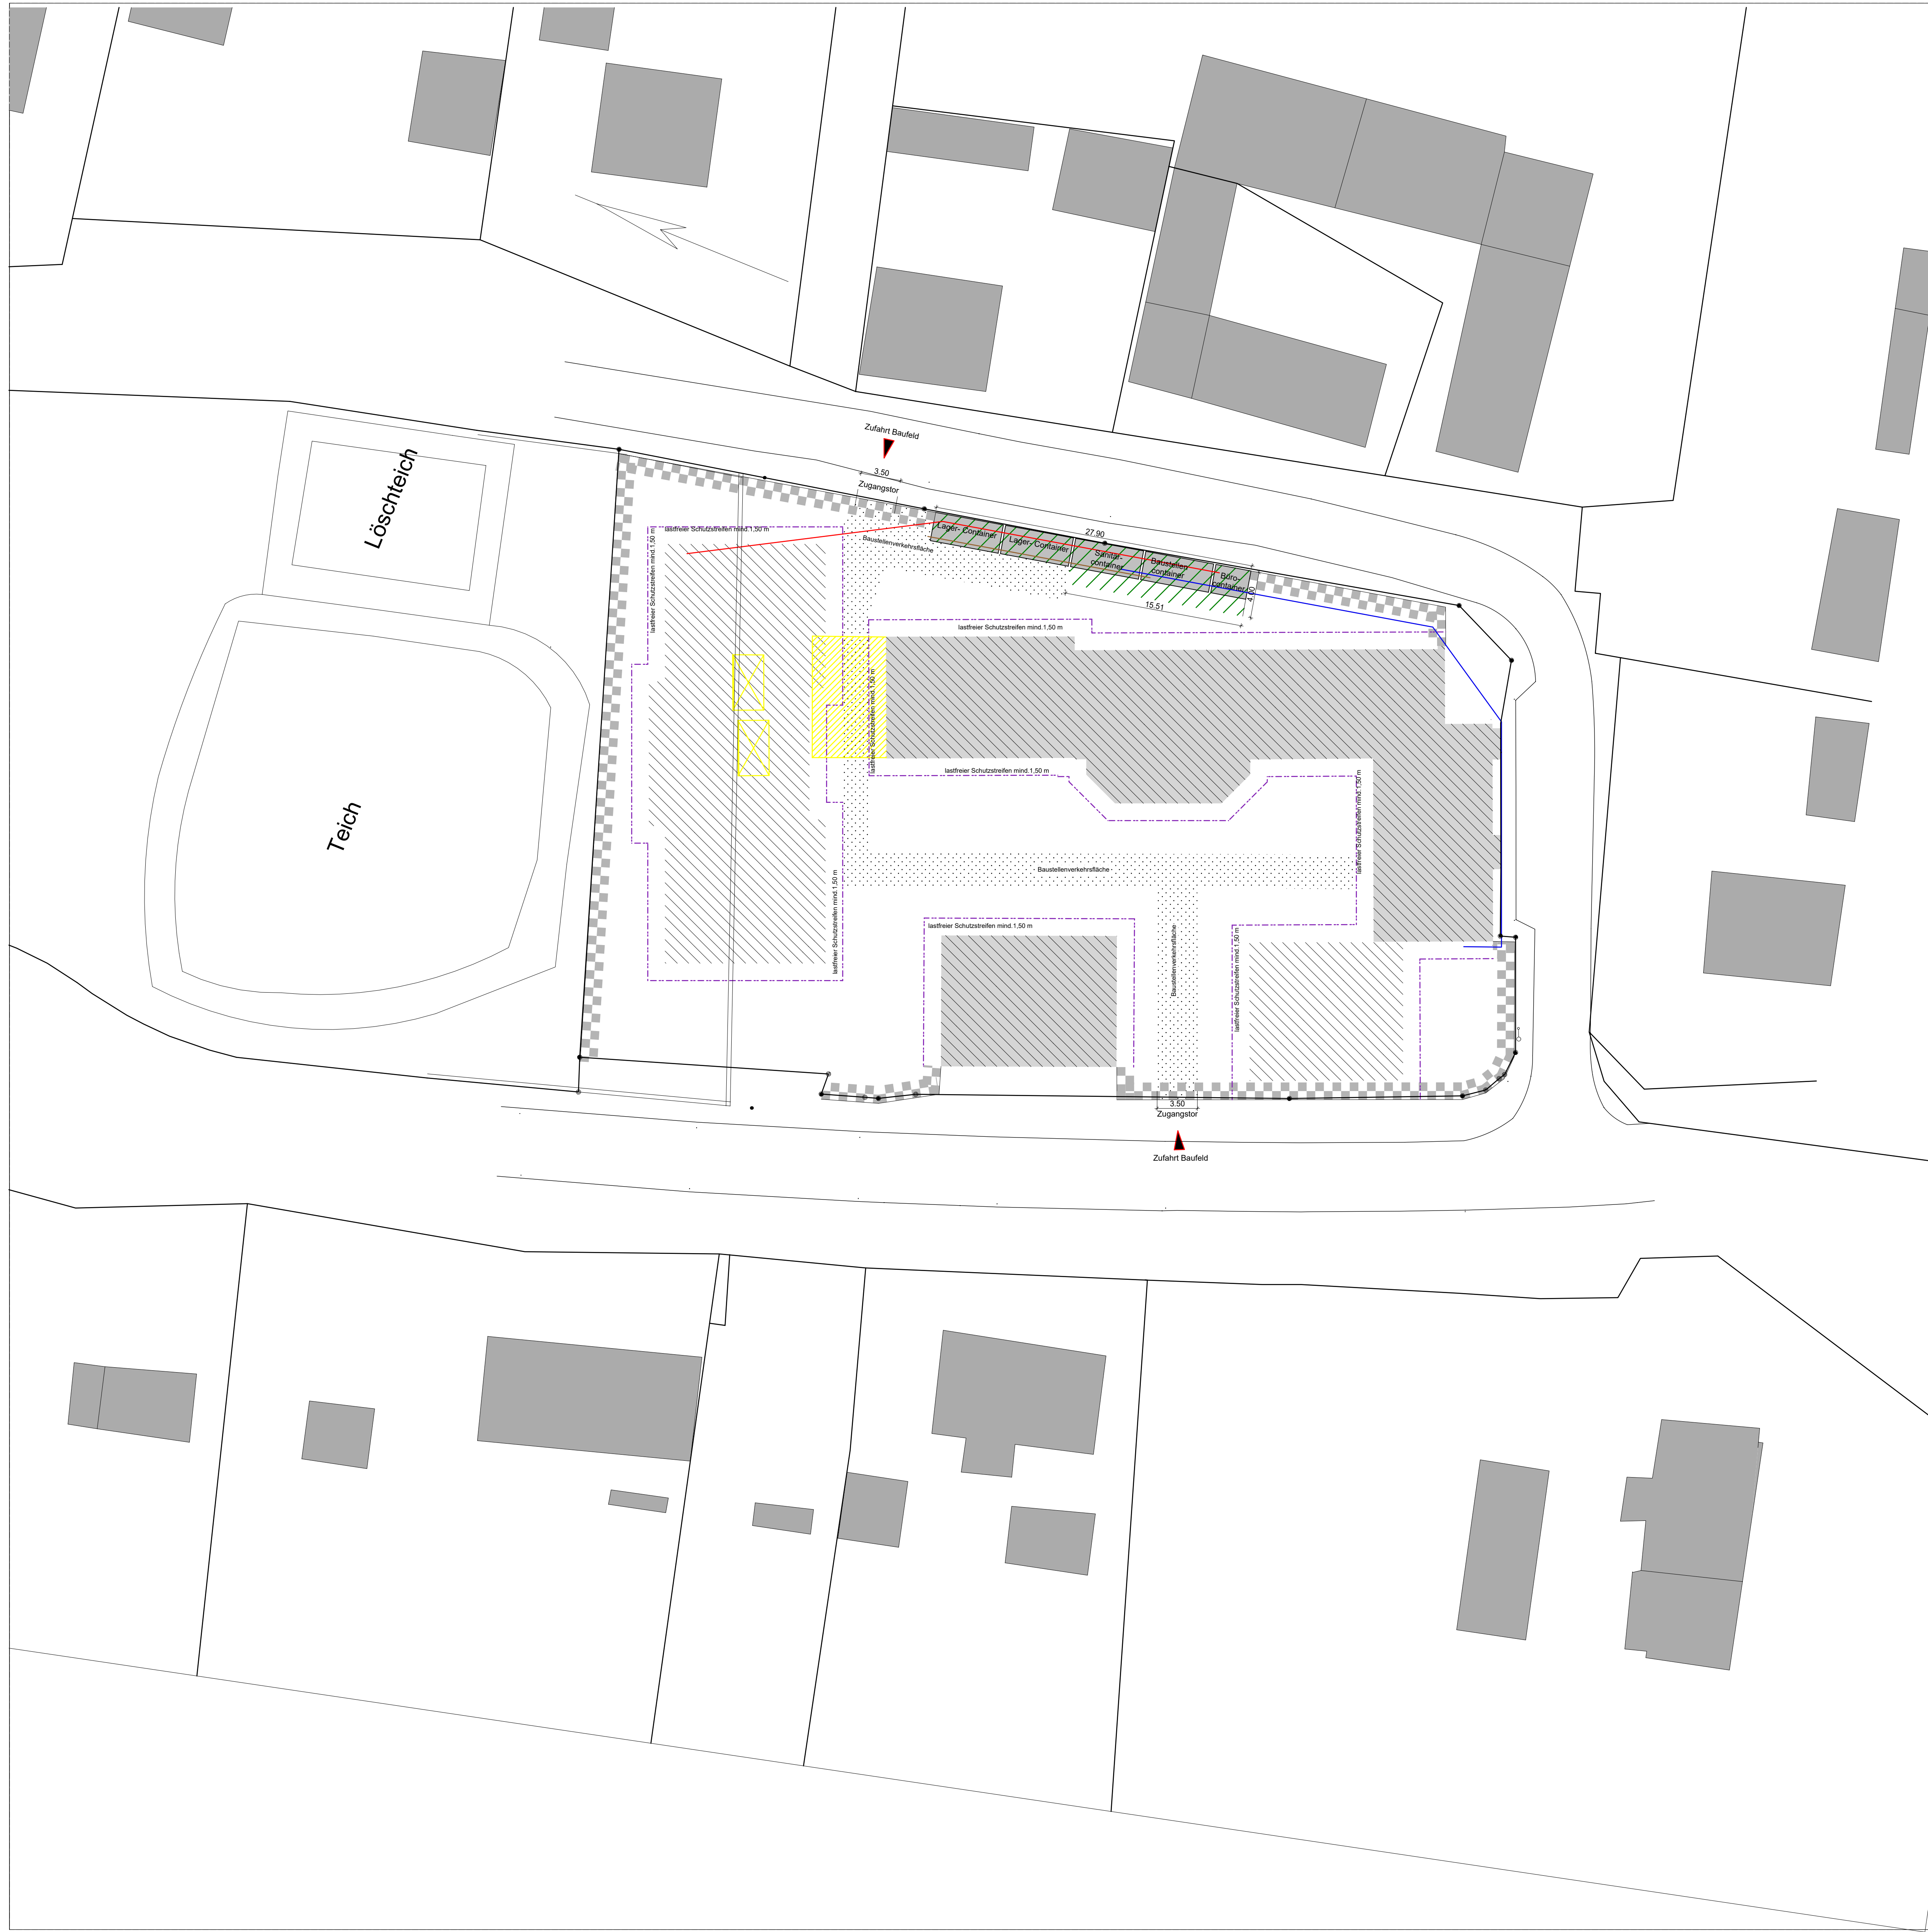 Löschteich
Teich
Zufahrt Baufeld
3.50
Zugangstor
27.90
Lager- Container
Lager- Container
Sanitär-
container
Baustellen
container
Büro-
container
4.00
15.51
Baustellenverkehrsfläche
lastfreier Schutzstreifen mind.1,50 m
lastfreier Schutzstreifen mind.1,50 m
lastfreier Schutzstreifen mind.1,50 m
lastfreier Schutzstreifen mind.1,50 m
lastfreier Schutzstreifen mind.1,50 m
lastfreier Schutzstreifen mind.1,50 m
Baustellenverkehrsfläche
lastfreier Schutzstreifen mind.1,50 m
lastfreier Schutzstreifen mind.1,50 m
Baustellenverkehrsfläche
lastfreier Schutzstreifen mind.1,50 m
3.50
Zugangstor
Zufahrt Baufeld